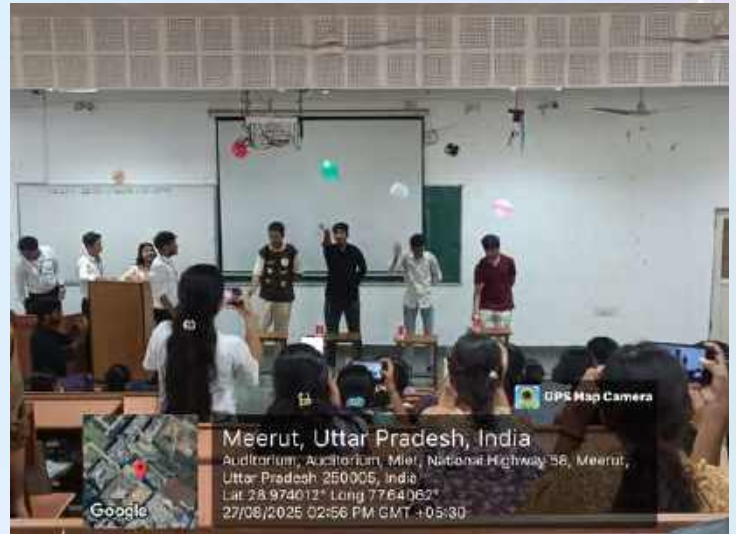 GPS Map Camera
Meerut, Uttar Pradesh, India
Auditorium, Auditorium, Miet, National Highway 58, Meerut,
Uttar Pradesh 250005, India
Lat 28.974012° Long 77.64062°
27/08/2025 02:56 PM GMT +05:30
Google